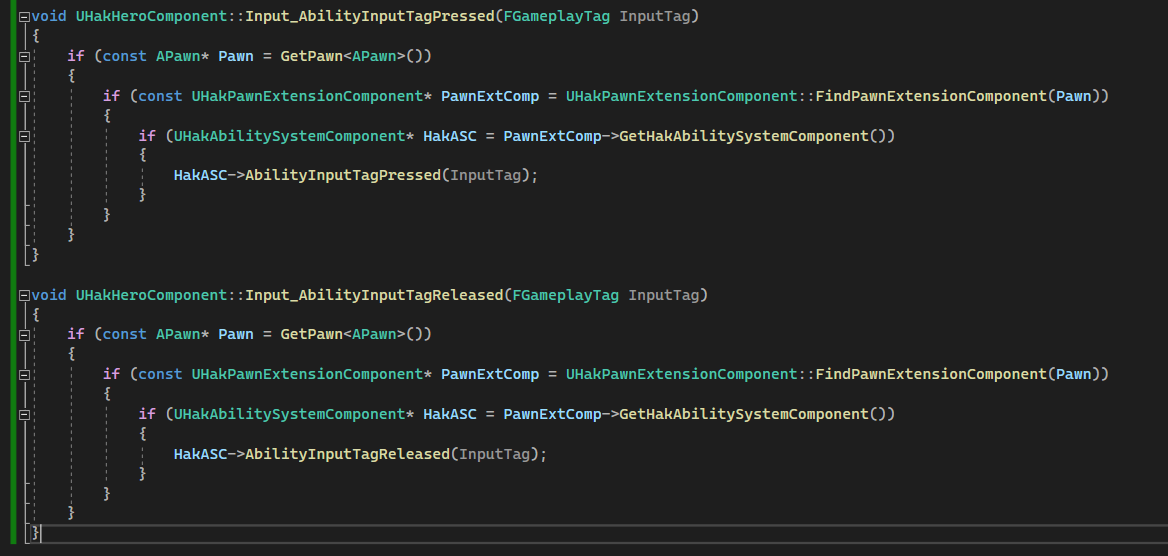 void UHakHeroComponent::Input_AbilityInputTagPressed(FGameplayTag InputTag)
{
    if (const APawn* Pawn = GetPawn<APawn>())
    {
        if (const UHakPawnExtensionComponent* PawnExtComp = UHakPawnExtensionComponent::FindPawnExtensionComponent(Pawn))
        {
            if (UHakAbilitySystemComponent* HakASC = PawnExtComp->GetHakAbilitySystemComponent())
            {
                HakASC->AbilityInputTagPressed(InputTag);
            }
        }
    }
}

void UHakHeroComponent::Input_AbilityInputTagReleased(FGameplayTag InputTag)
{
    if (const APawn* Pawn = GetPawn<APawn>())
    {
        if (const UHakPawnExtensionComponent* PawnExtComp = UHakPawnExtensionComponent::FindPawnExtensionComponent(Pawn))
        {
            if (UHakAbilitySystemComponent* HakASC = PawnExtComp->GetHakAbilitySystemComponent())
            {
                HakASC->AbilityInputTagReleased(InputTag);
            }
        }
    }
}